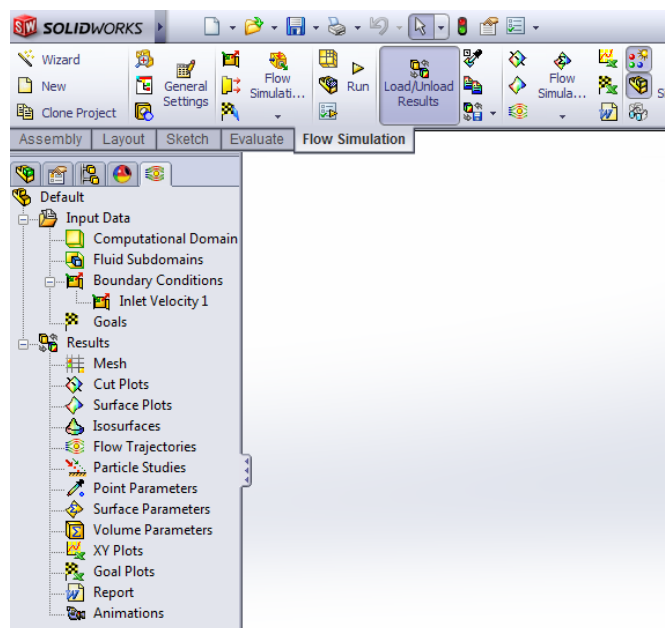 SOLIDWORKS
Wizard
New
Clone Project
General
Settings
Flow
Simulati...
Run
Load/Unload
Results
Flow
Simula...
Assembly Layout Sketch Evaluate Flow Simulation
Default
Input Data
Computational Domain
Fluid Subdomains
Boundary Conditions
Inlet Velocity 1
Goals
Results
Mesh
Cut Plots
Surface Plots
Isosurfaces
Flow Trajectories
Particle Studies
Point Parameters
Surface Parameters
Volume Parameters
XY Plots
Goal Plots
Report
Animations